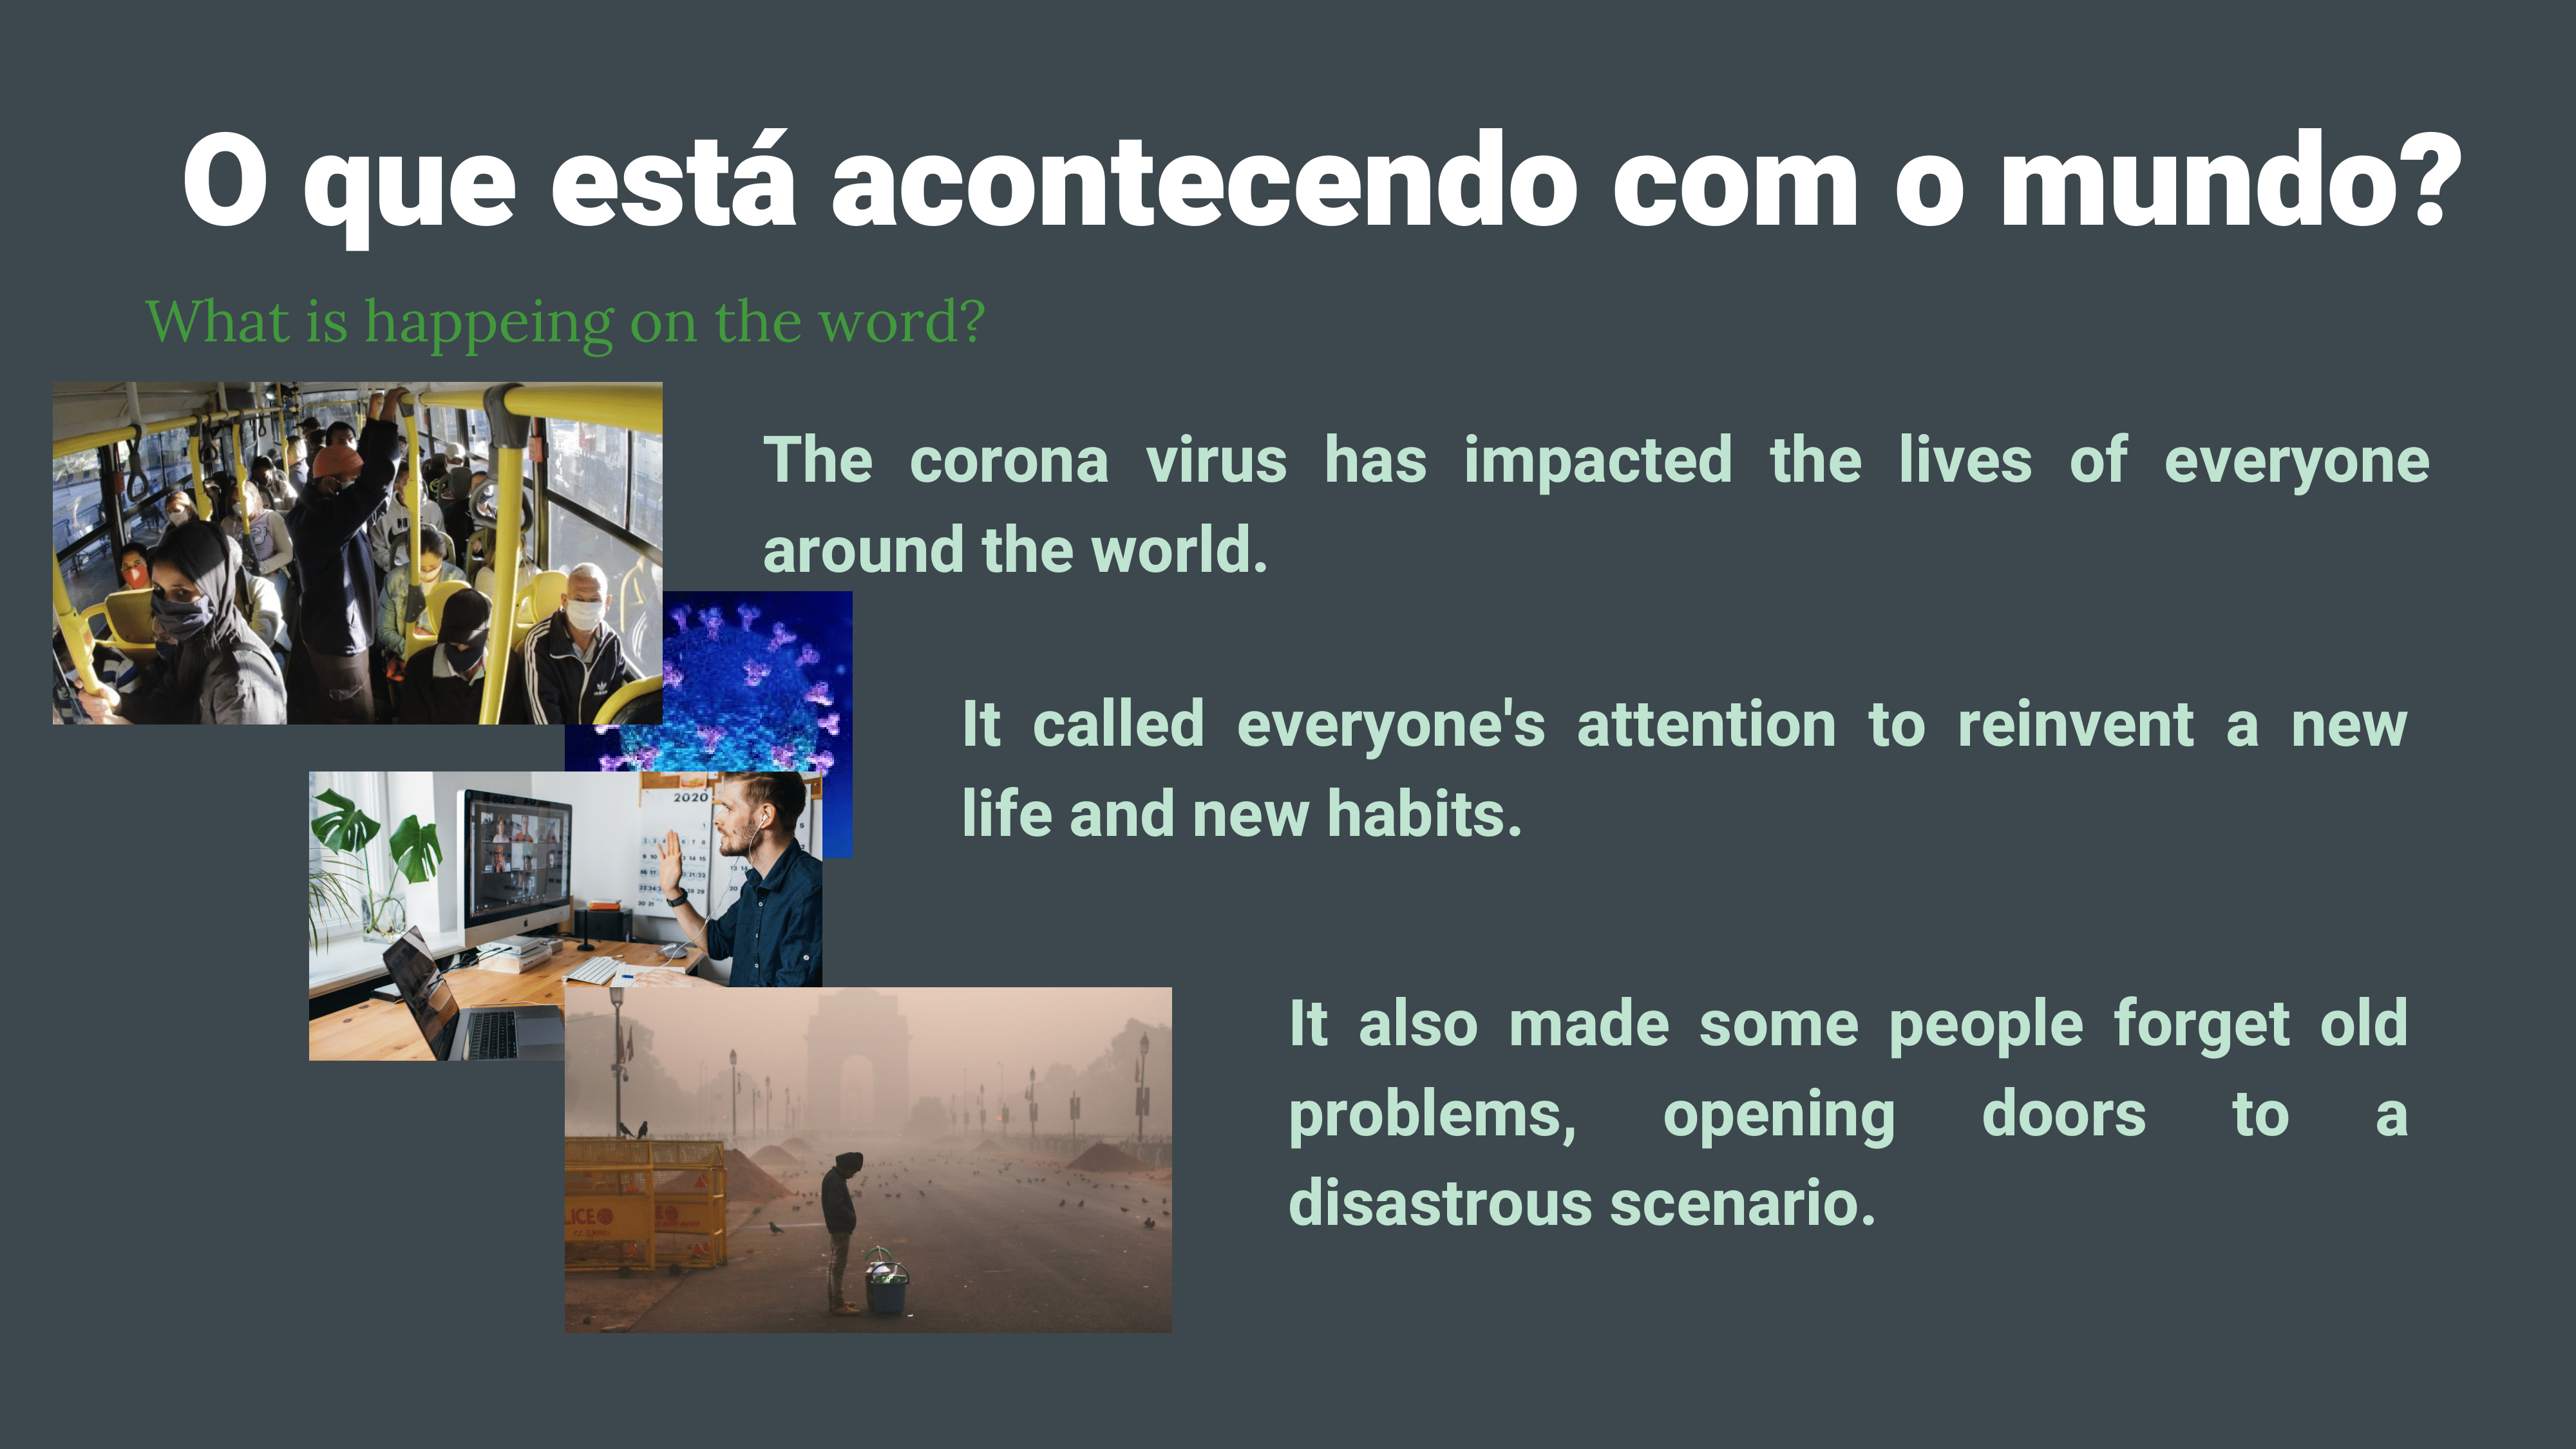 O que está acontecendo com o mundo?
What is happeing on the word?
The corona virus has impacted the lives of everyone
around the world.
It called everyone's attention to reinvent a new
life and new habits.
2020
It also made some people forget old
problems, opening doors to a
disastrous scenario.
LICE